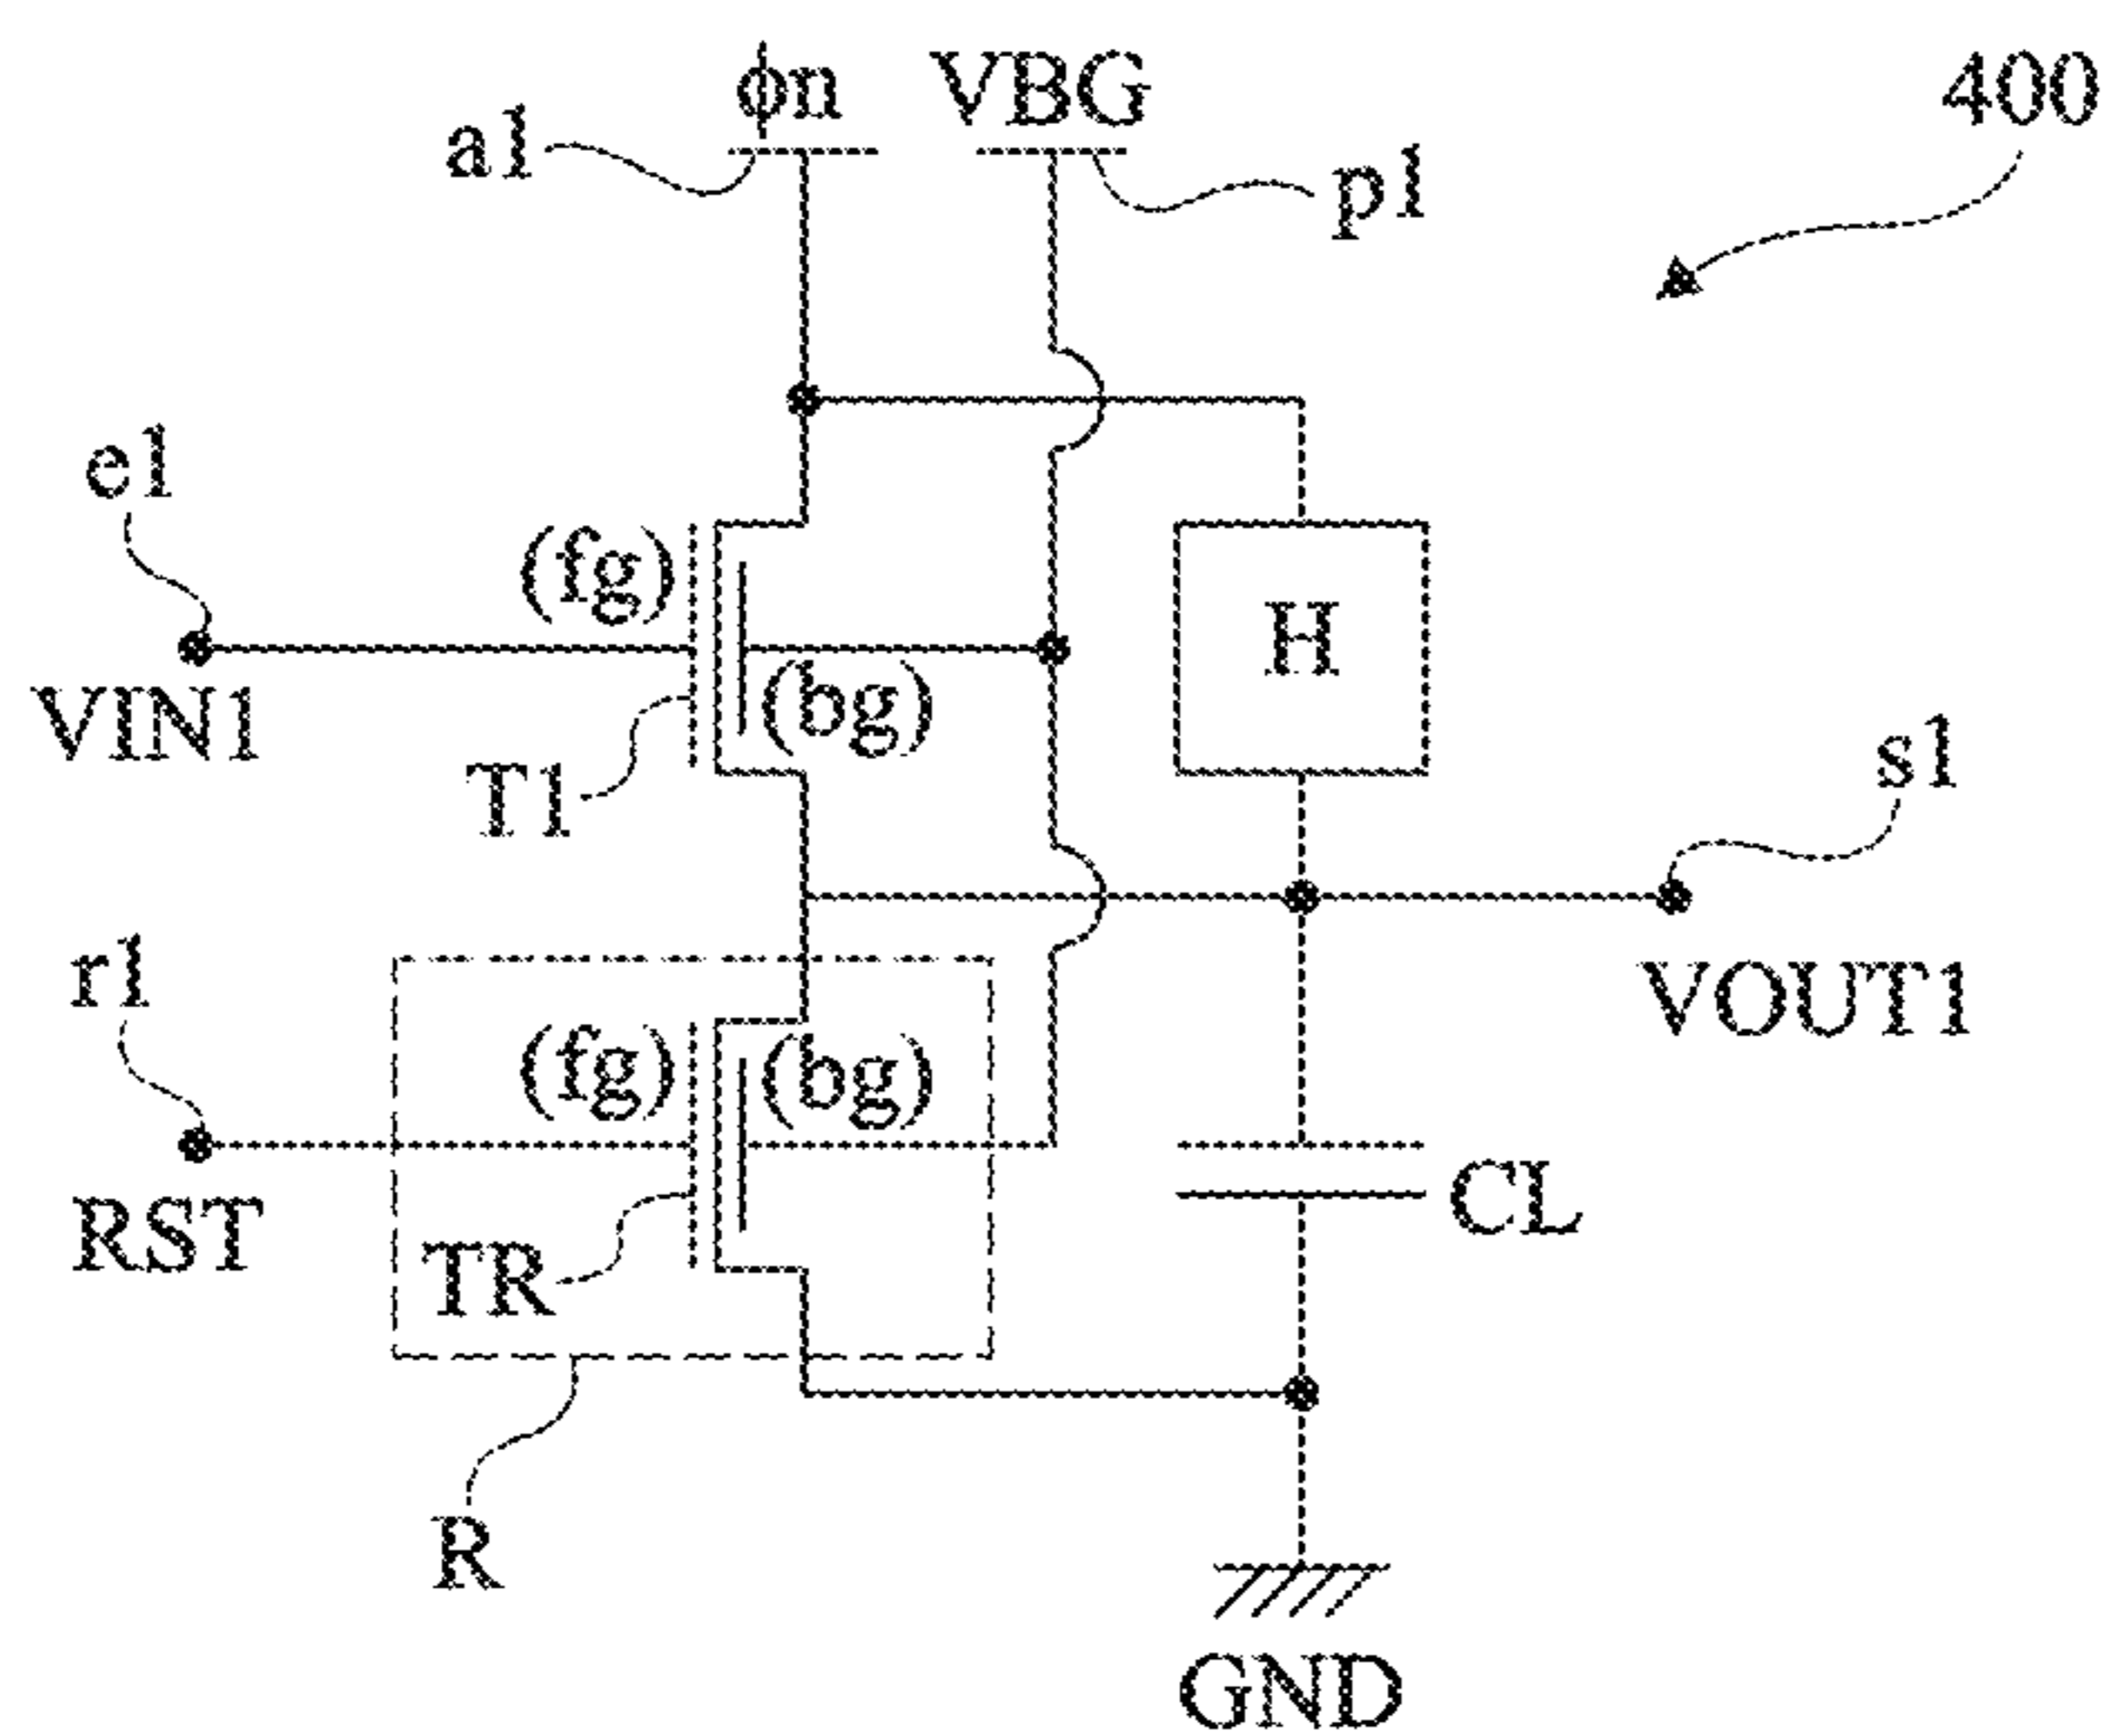 ϕn VBG 400
a1
p1
e1
(fg)
H
VIN1
(bg)
T1
s1
r1
VOUT1
(fg) (bg)
RST
TR
CL
R
GND